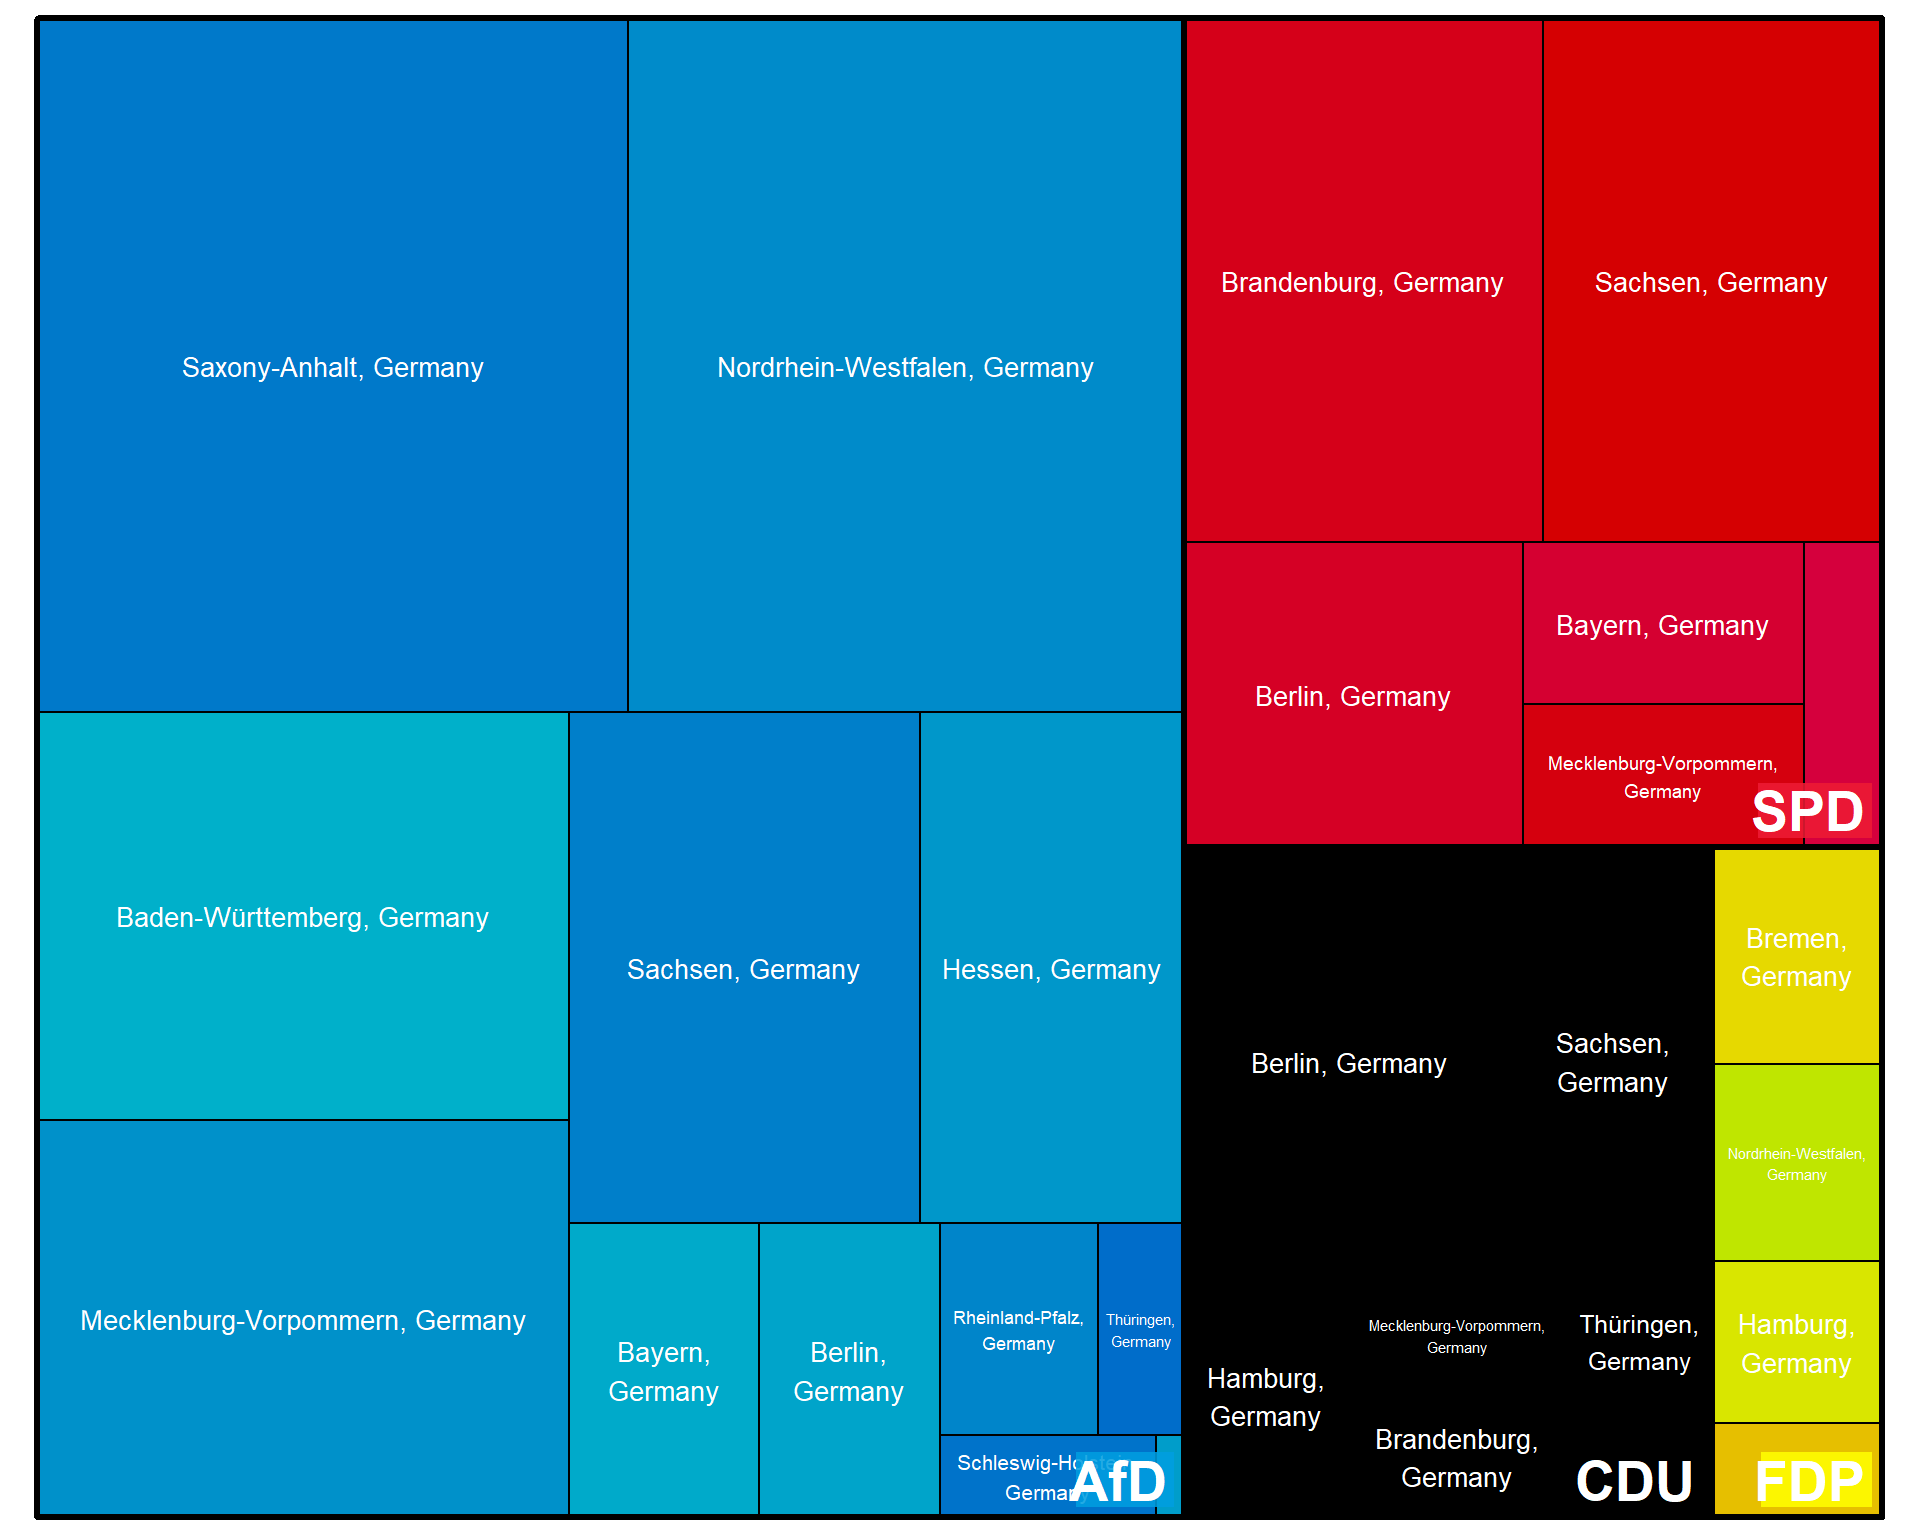 Saxony-Anhalt, Germany
Nordrhein-Westfalen, Germany
Baden-Württemberg, Germany
Sachsen, Germany
Hessen, Germany
Mecklenburg-Vorpommern, Germany
Bayern,
Germany
Berlin,
Germany
Rheinland-Pfalz,
Germany
Thüringen,
Germany
Schleswig-Holstein
Germany
AfD
Brandenburg, Germany
Sachsen, Germany
Berlin, Germany
Bayern, Germany
Mecklenburg-Vorpommern,
Germany
SPD
Berlin, Germany
Sachsen,
Germany
Hamburg,
Germany
Mecklenburg-Vorpommern,
Germany
Thüringen,
Germany
Brandenburg,
Germany
CDU
Bremen,
Germany
Nordrhein-Westfalen,
Germany
Hamburg,
Germany
FDP